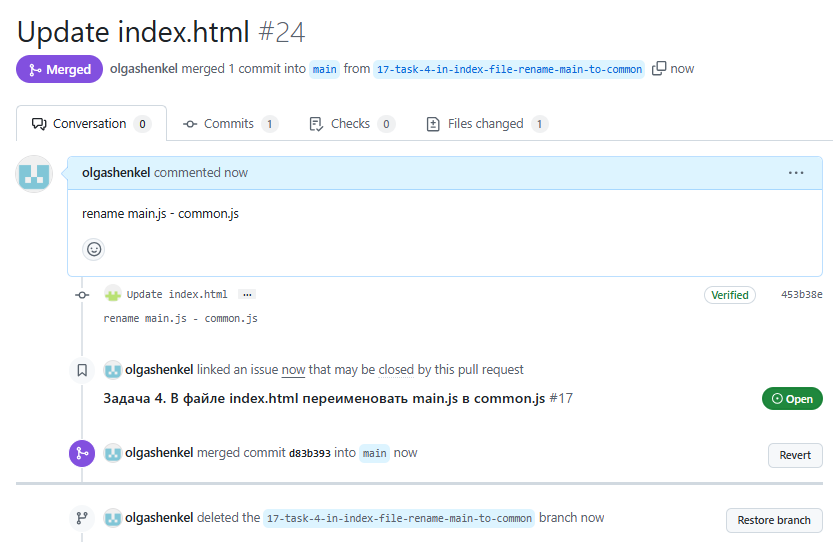 Update index.html #24
Merged olgashenkel merged 1 commit into main from 17-task-4-in-index-file-rename-main-to-common now
Conversation 0 Commits 1 Checks 0 Files changed 1
olgashenkel commented now ...
rename main.js - common.js
Update index.html ... Verified 453b38e
rename main.js - common.js
olgashenkel linked an issue now that may be closed by this pull request
Задача 4. В файле index.html переименовать main.js в common.js #17 Open
olgashenkel merged commit d83b393 into main now Revert
olgashenkel deleted the 17-task-4-in-index-file-rename-main-to-common branch now Restore branch